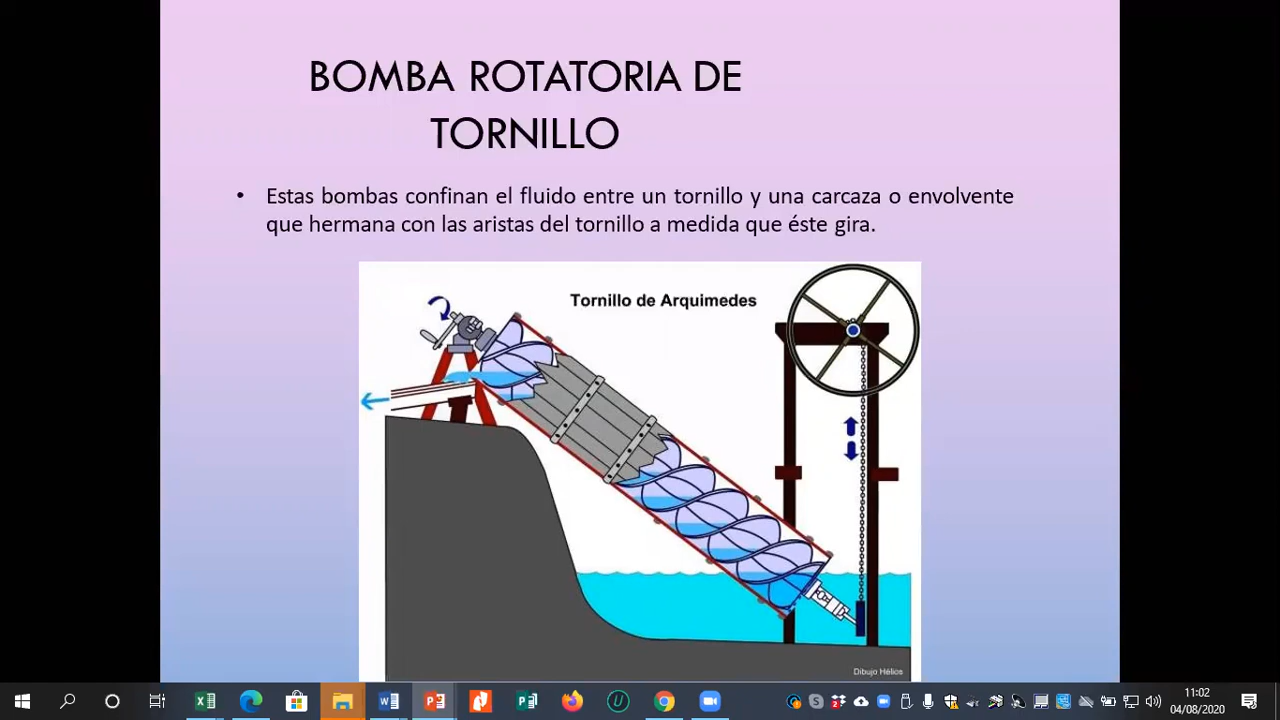 BOMBA ROTATORIA DE
TORNILLO
• Estas bombas confinan el fluido entre un tornillo y una carcaza o envolvente
que hermana con las aristas del tornillo a medida que éste gira.
Tornillo de Arquimedes
Dibujo Hélios
11:02
04/08/2020